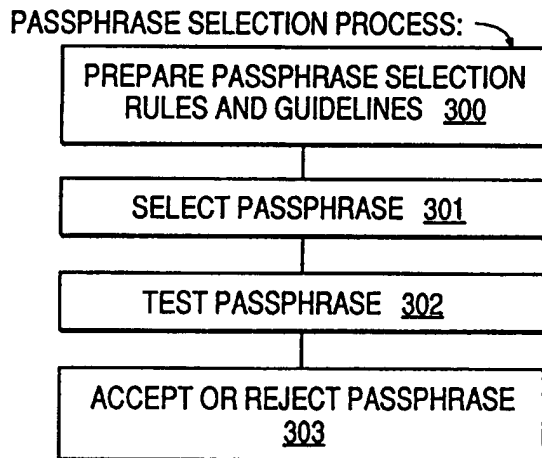 PASSPHRASE SELECTION PROCESS:
PREPARE PASSPHRASE SELECTION
RULES AND GUIDELINES 300
SELECT PASSPHRASE 301
TEST PASSPHRASE 302
ACCEPT OR REJECT PASSPHRASE
303